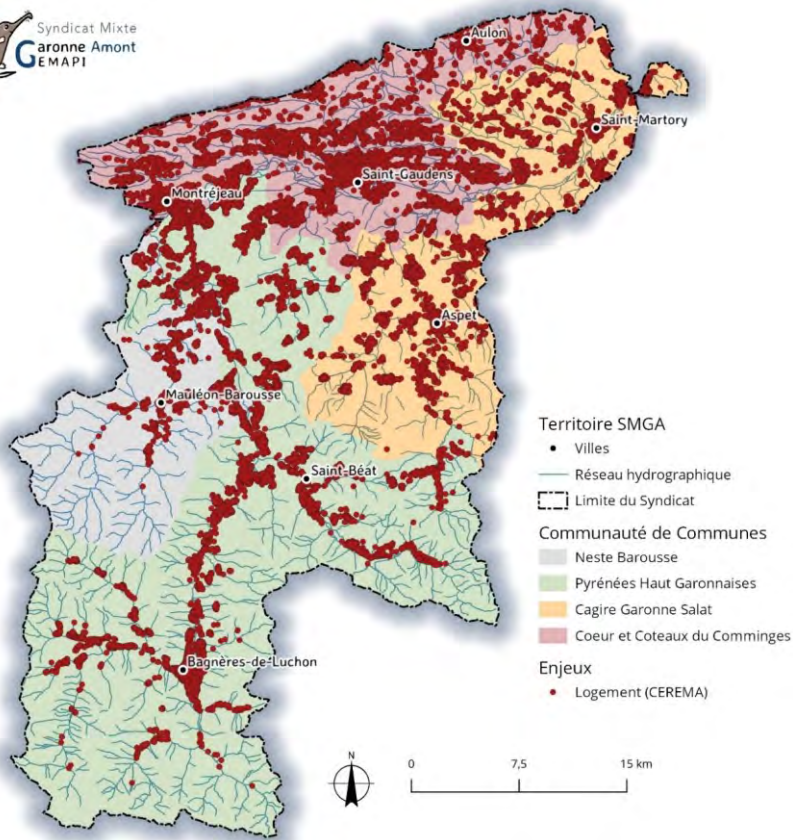 Syndicat Mixte
Garonne Amont
GEMAPI
Aulon
Saint-Martory
Saint-Gaudens
Montréjeau
Aspet
Mauléon-Barousse
Saint-Béat
Bagnères-de-Luchon
Territoire SMGA
Villes
Réseau hydrographique
Limite du Syndicat
Communauté de Communes
Neste Barousse
Pyrénées Haut Garonnaises
Cagire Garonne Salat
Coeur et Coteaux du Comminges
Enjeux
Logement (CEREMA)
N
0 7,5 15 km